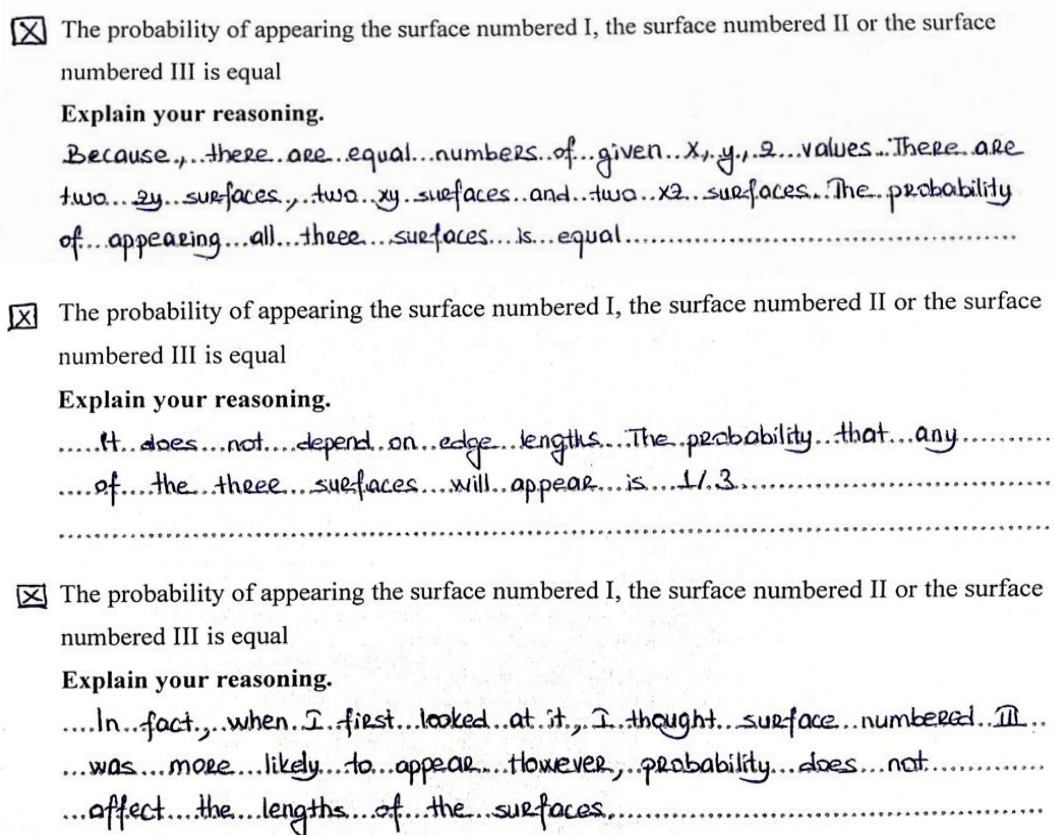 ☒ The probability of appearing the surface numbered I, the surface numbered II or the surface
numbered III is equal
Explain your reasoning.
Because, there are equal numbers of given x, y, z values. There are
two zy surfaces, two xy surfaces and two xz surfaces. The probability
of appearing all three surfaces is equal.
☒ The probability of appearing the surface numbered I, the surface numbered II or the surface
numbered III is equal
Explain your reasoning.
It does not depend on edge lengths. The probability that any
of the three surfaces will appear is 1/3.
☒ The probability of appearing the surface numbered I, the surface numbered II or the surface
numbered III is equal
Explain your reasoning.
In fact, when I first looked at it, I thought surface numbered III
was more likely to appear. However, probability does not
affect the lengths of the surfaces.